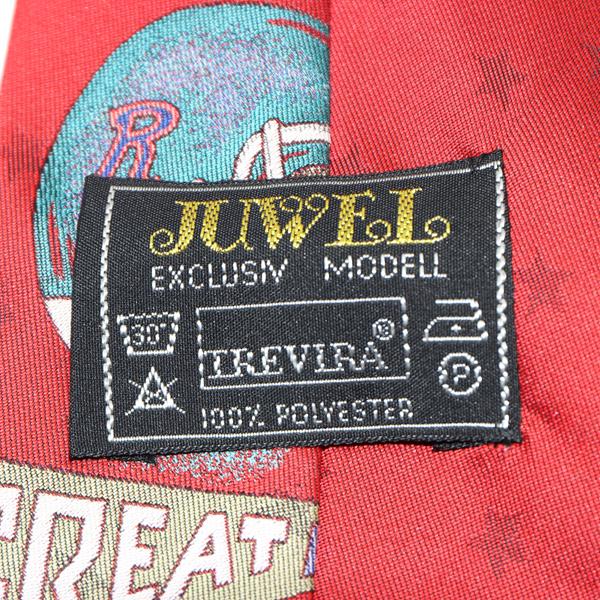 R
JUWEL
EXCLUSIV MODELL
30°
TREVIRA®
P
100% POLYESTER
GREAT